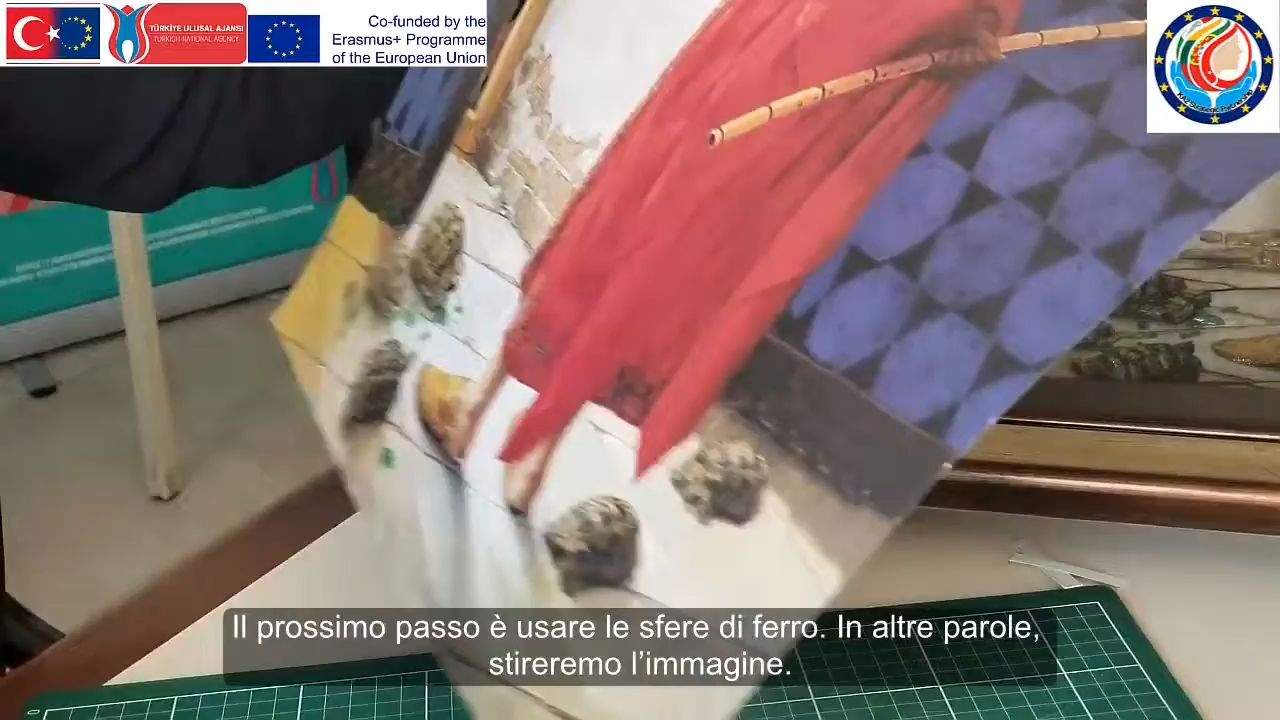 TÜRKİYE ULUSAL AJANSI
TURKISH NATIONAL AGENCY
Co-funded by the
Erasmus+ Programme
of the European Union
Il prossimo passo è usare le sfere di ferro. In altre parole,
stireremo l’immagine.